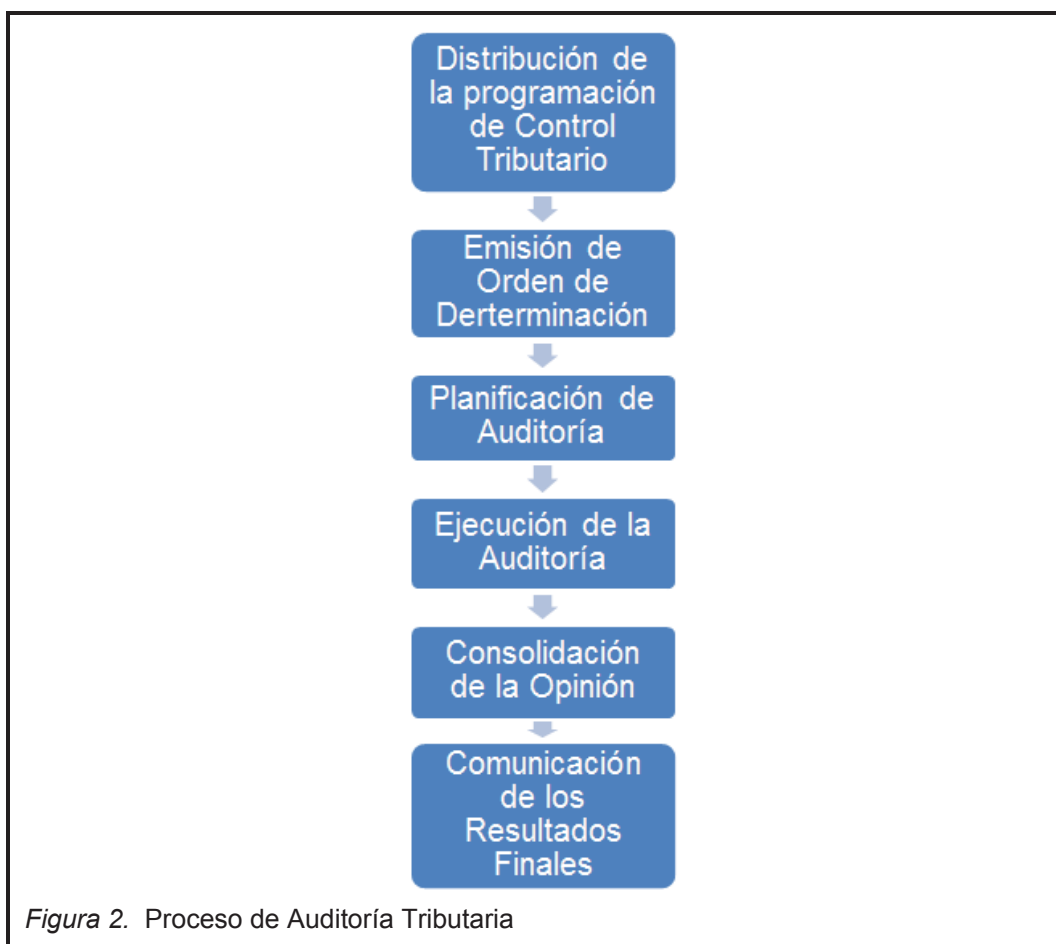 Distribución de
la programación
de Control
Tributario
Emisión de
Orden de
Derterminación
Planificación de
Auditoría
Ejecución de la
Auditoría
Consolidación
de la Opinión
Comunicación
de los
Resultados
Finales
Figura 2. Proceso de Auditoría Tributaria